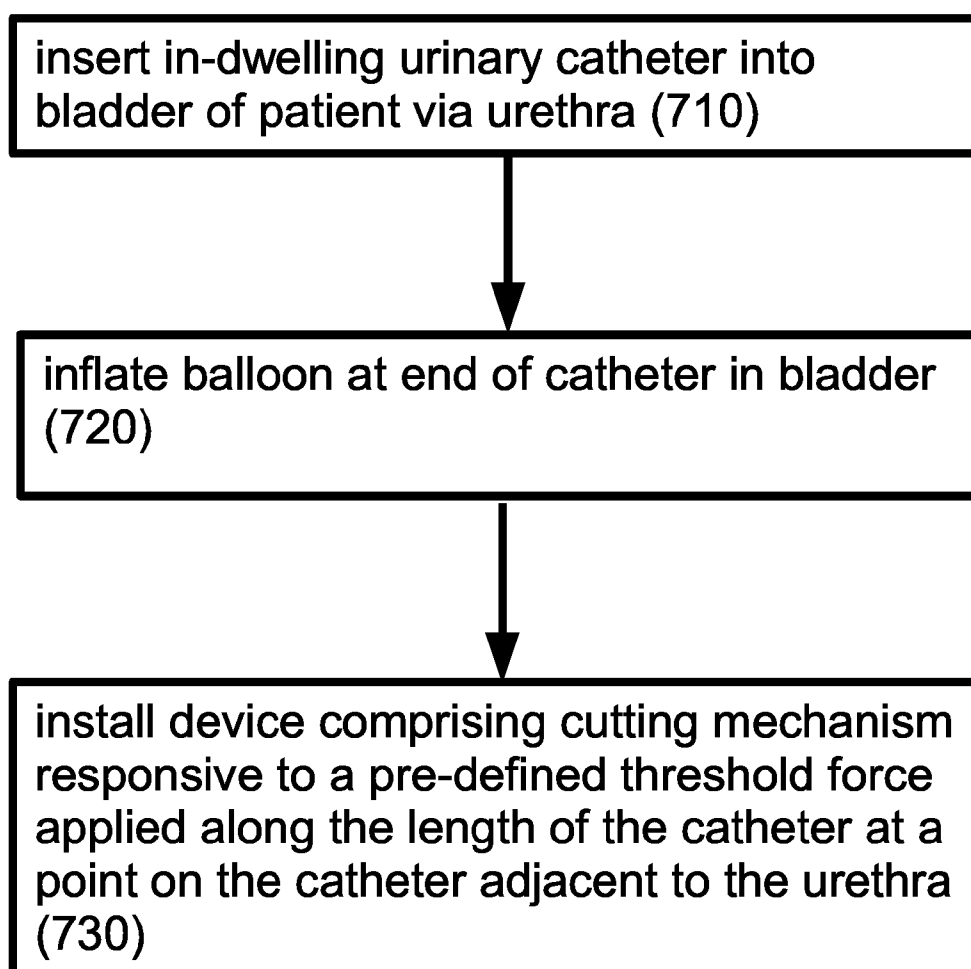 insert in-dwelling urinary catheter into
bladder of patient via urethra (710)
inflate balloon at end of catheter in bladder
(720)
install device comprising cutting mechanism
responsive to a pre-defined threshold force
applied along the length of the catheter at a
point on the catheter adjacent to the urethra
(730)